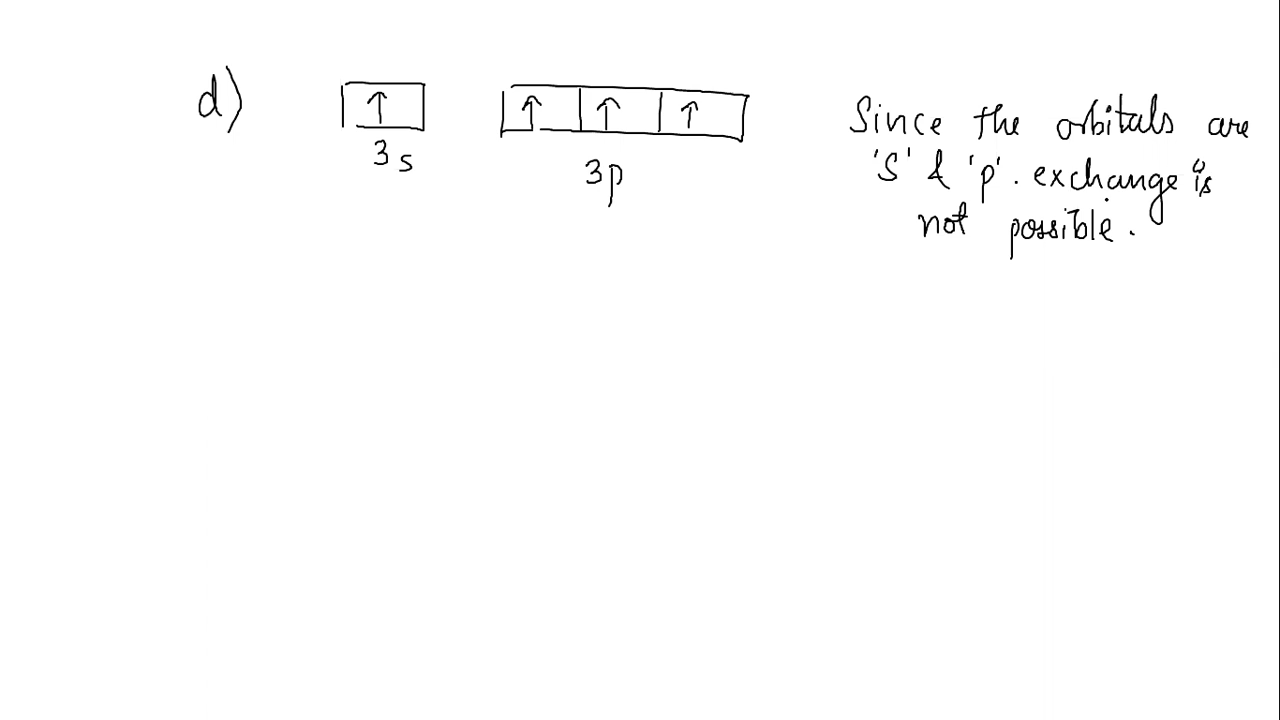 d) ↑ ↑ ↑ ↑
3s 3p
Since the orbitals are
's' & 'p'. exchange is
not possible.